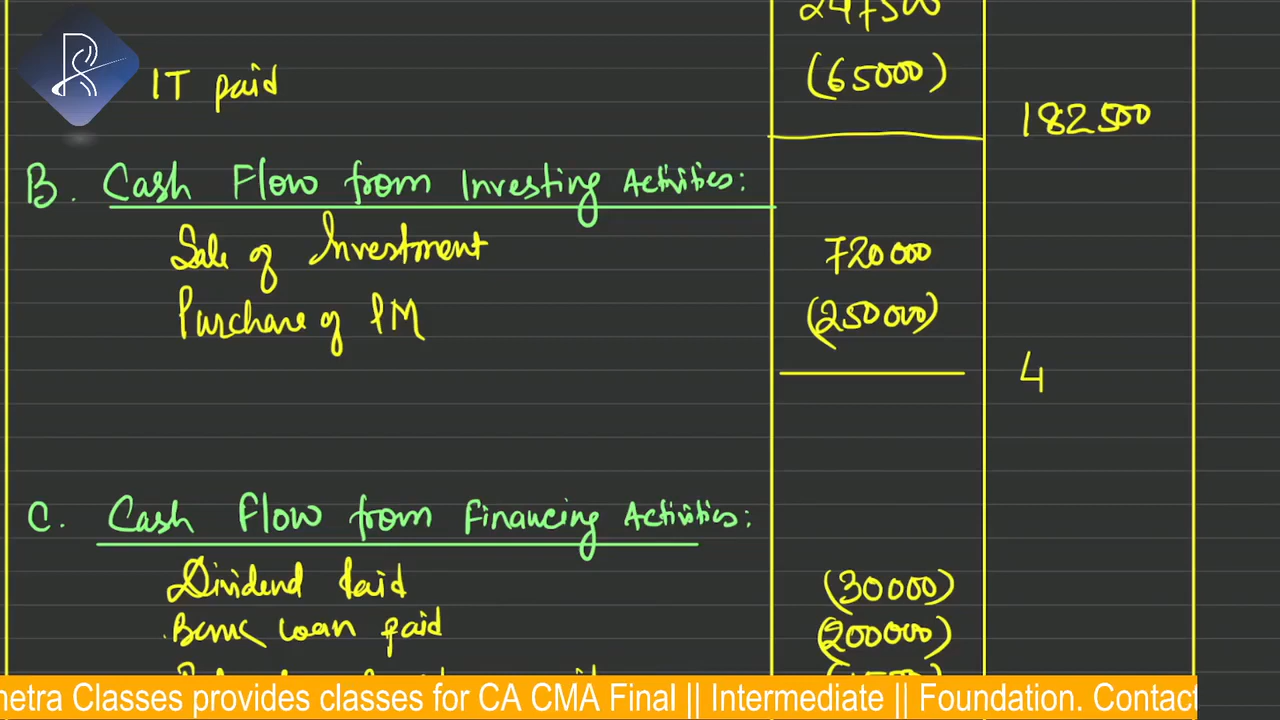 247500
IT paid (65000)
182500
B. Cash Flow from Investing Activities:
Sale of Investment 720000
Purchase of PM (250000)
4
C. Cash Flow from Financing Activities:
Dividend paid (30000)
Bank loan paid (200000)
netra Classes provides classes for CA CMA Final || Intermediate || Foundation. Contact